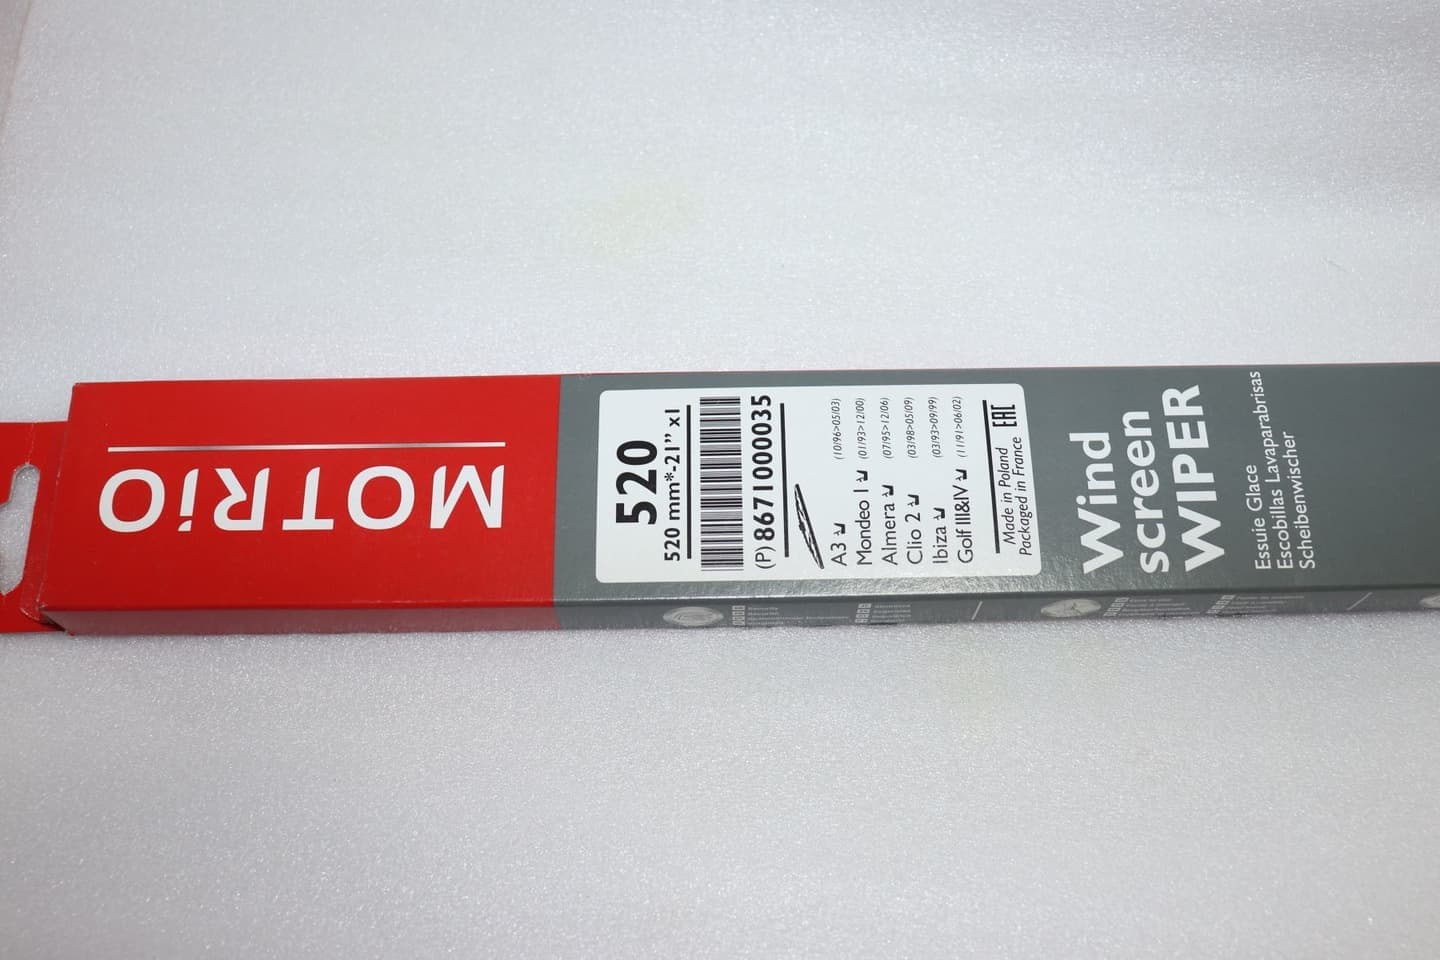 MOTRiO
520
520 mm*-21" x1
(P) 8671000035
A3 (10/96>05/03)
Mondeo I (01/93>12/00)
Almera (07/95>12/06)
Clio 2 (03/98>05/09)
Ibiza (03/93>09/99)
Golf III&IV (11/91>06/02)
Made in Poland
Packaged in France EAC
Wind
screen
WIPER
Essuie Glace
Escobillas Lavaparabrisas
Scheibenwischer